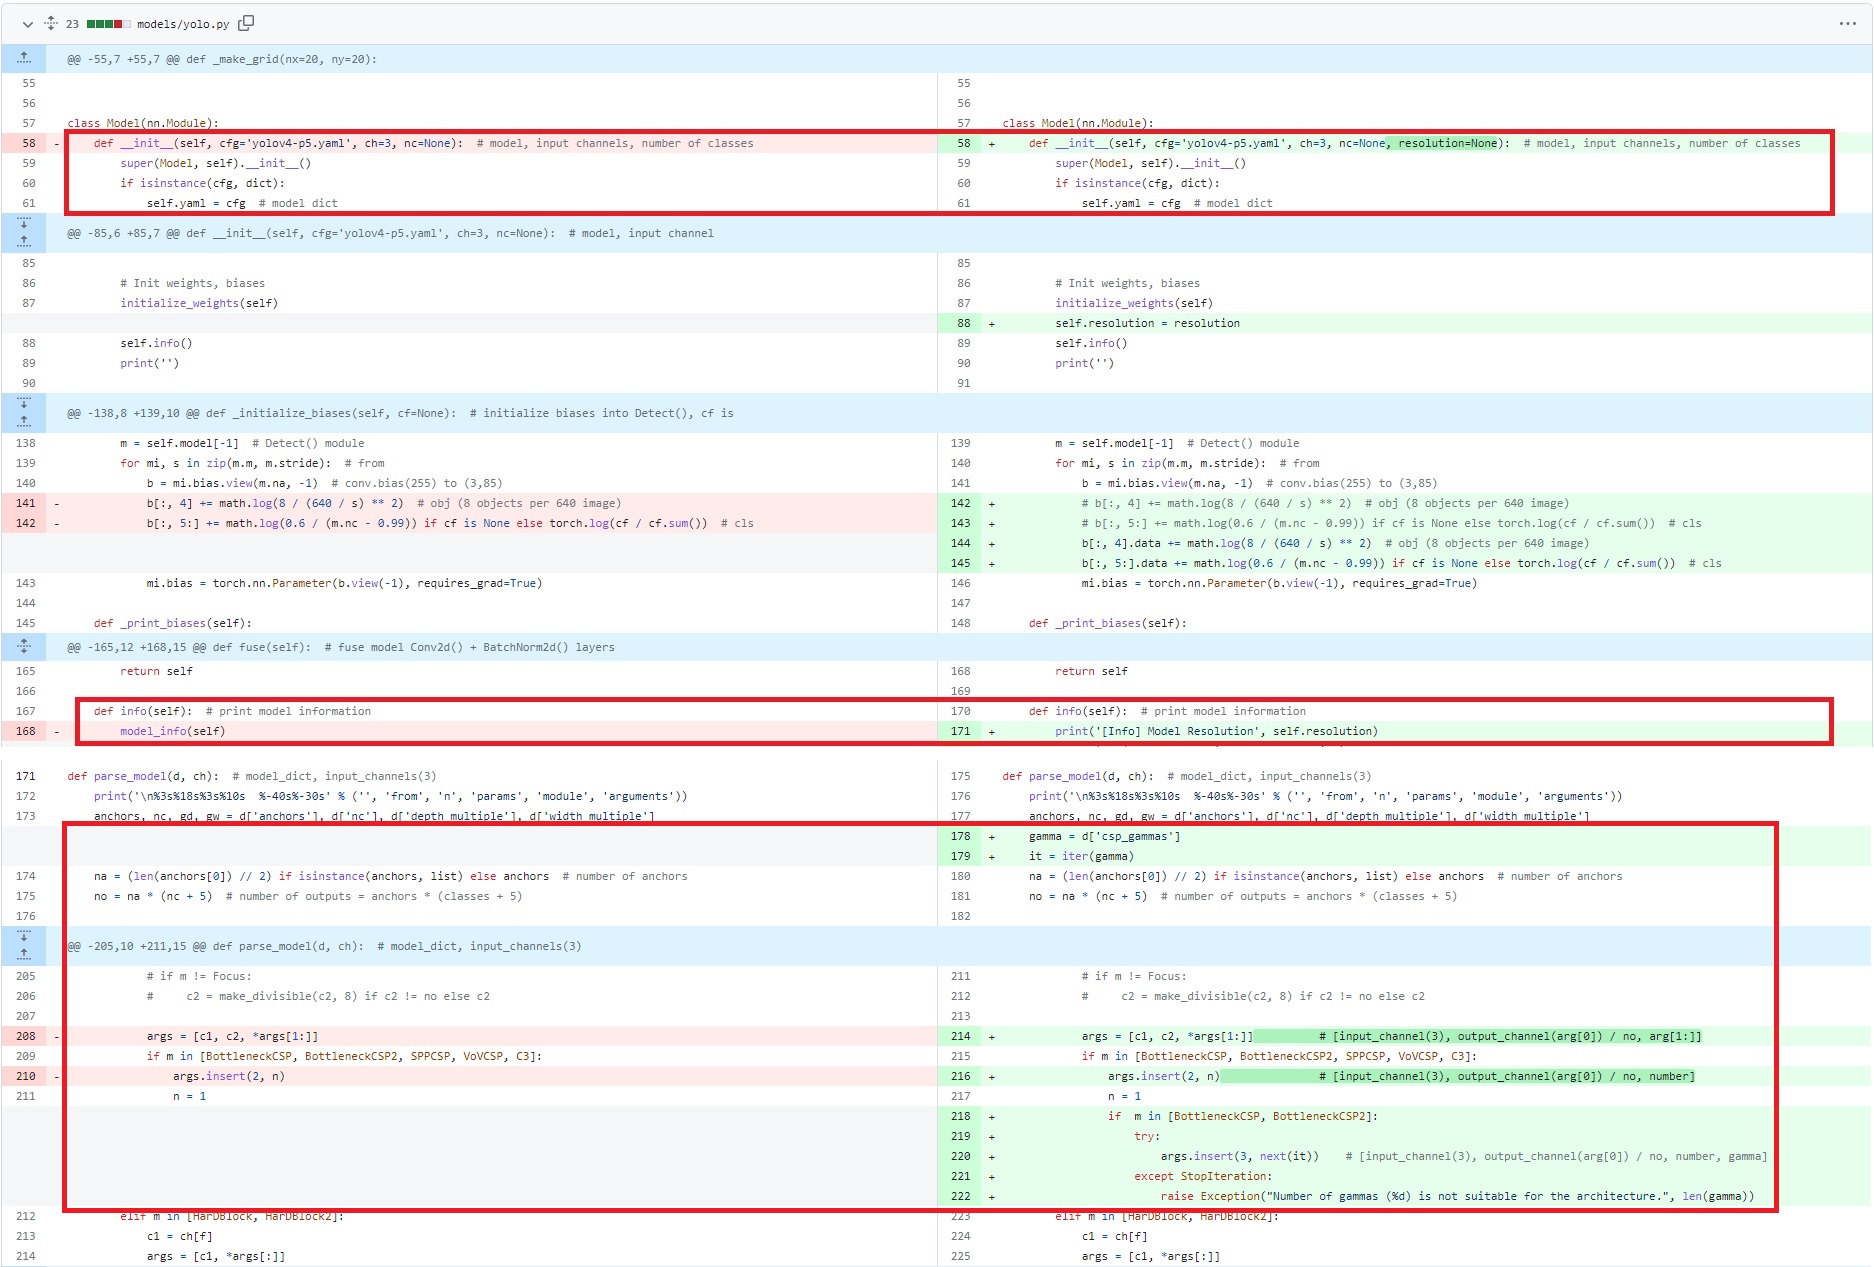 23 models/yolo.py
@@ -55,7 +55,7 @@ def _make_grid(nx=20, ny=20):
55 55
56 56
57 class Model(nn.Module): 57 class Model(nn.Module):
58 - def __init__(self, cfg='yolov4-p5.yaml', ch=3, nc=None):  # model, input channels, number of classes 58 + def __init__(self, cfg='yolov4-p5.yaml', ch=3, nc=None, resolution=None):  # model, input channels, number of classes
59 super(Model, self).__init__() 59 super(Model, self).__init__()
60 if isinstance(cfg, dict): 60 if isinstance(cfg, dict):
61 self.yaml = cfg  # model dict 61 self.yaml = cfg  # model dict
@@ -85,6 +85,7 @@ def __init__(self, cfg='yolov4-p5.yaml', ch=3, nc=None):  # model, input channel
85 85
86 # Init weights, biases 86 # Init weights, biases
87 initialize_weights(self) 87 initialize_weights(self)
88 + self.resolution = resolution
88 self.info() 89 self.info()
89 print('') 90 print('')
90 91
@@ -138,8 +139,10 @@ def _initialize_biases(self, cf=None):  # initialize biases into Detect(), cf is
138 m = self.model[-1]  # Detect() module 139 m = self.model[-1]  # Detect() module
139 for mi, s in zip(m.m, m.stride):  # from 140 for mi, s in zip(m.m, m.stride):  # from
140 b = mi.bias.view(m.na, -1)  # conv.bias(255) to (3,85) 141 b = mi.bias.view(m.na, -1)  # conv.bias(255) to (3,85)
141 - b[:, 4] += math.log(8 / (640 / s) ** 2)  # obj (8 objects per 640 image) 142 + # b[:, 4] += math.log(8 / (640 / s) ** 2)  # obj (8 objects per 640 image)
142 - b[:, 5:] += math.log(0.6 / (m.nc - 0.99)) if cf is None else torch.log(cf / cf.sum())  # cls 143 + # b[:, 5:] += math.log(0.6 / (m.nc - 0.99)) if cf is None else torch.log(cf / cf.sum())  # cls
144 + b[:, 4].data += math.log(8 / (640 / s) ** 2)  # obj (8 objects per 640 image)
145 + b[:, 5:].data += math.log(0.6 / (m.nc - 0.99)) if cf is None else torch.log(cf / cf.sum())  # cls
143 mi.bias = torch.nn.Parameter(b.view(-1), requires_grad=True) 146 mi.bias = torch.nn.Parameter(b.view(-1), requires_grad=True)
144 147
145 def _print_biases(self): 148 def _print_biases(self):
@@ -165,12 +168,15 @@ def fuse(self):  # fuse model Conv2d() + BatchNorm2d() layers
165 return self 168 return self
166 169
167 def info(self):  # print model information 170 def info(self):  # print model information
168 - model_info(self) 171 + print('[Info] Model Resolution', self.resolution)
171 def parse_model(d, ch):  # model_dict, input_channels(3) 175 def parse_model(d, ch):  # model_dict, input_channels(3)
172 print('\n%3s%18s%3s%10s  %-40s%-30s' % ('', 'from', 'n', 'params', 'module', 'arguments')) 176 print('\n%3s%18s%3s%10s  %-40s%-30s' % ('', 'from', 'n', 'params', 'module', 'arguments'))
173 anchors, nc, gd, gw = d['anchors'], d['nc'], d['depth_multiple'], d['width_multiple'] 177 anchors, nc, gd, gw = d['anchors'], d['nc'], d['depth_multiple'], d['width_multiple']
178 + gamma = d['csp_gammas']
179 + it = iter(gamma)
174 na = (len(anchors[0]) // 2) if isinstance(anchors, list) else anchors  # number of anchors 180 na = (len(anchors[0]) // 2) if isinstance(anchors, list) else anchors  # number of anchors
175 no = na * (nc + 5)  # number of outputs = anchors * (classes + 5) 181 no = na * (nc + 5)  # number of outputs = anchors * (classes + 5)
176 182
@@ -205,10 +211,15 @@ def parse_model(d, ch):  # model_dict, input_channels(3)
205 # if m != Focus: 211 # if m != Focus:
206 #     c2 = make_divisible(c2, 8) if c2 != no else c2 212 #     c2 = make_divisible(c2, 8) if c2 != no else c2
207 213
208 - args = [c1, c2, *args[1:]] 214 + args = [c1, c2, *args[1:]]          # [input_channel(3), output_channel(arg[0]) / no, arg[1:]]
209 if m in [BottleneckCSP, BottleneckCSP2, SPPCSP, VoVCSP, C3]: 215 if m in [BottleneckCSP, BottleneckCSP2, SPPCSP, VoVCSP, C3]:
210 - args.insert(2, n) 216 + args.insert(2, n)               # [input_channel(3), output_channel(arg[0]) / no, number]
211 n = 1 217 n = 1
218 + if  m in [BottleneckCSP, BottleneckCSP2]:
219 + try:
220 + args.insert(3, next(it))    # [input_channel(3), output_channel(arg[0]) / no, number, gamma]
221 + except StopIteration:
222 + raise Exception("Number of gammas (%d) is not suitable for the architecture.", len(gamma))
212 elif m in [HarDBlock, HarDBlock2]: 223 elif m in [HarDBlock, HarDBlock2]:
213 c1 = ch[f] 224 c1 = ch[f]
214 args = [c1, *args[:]] 225 args = [c1, *args[:]]